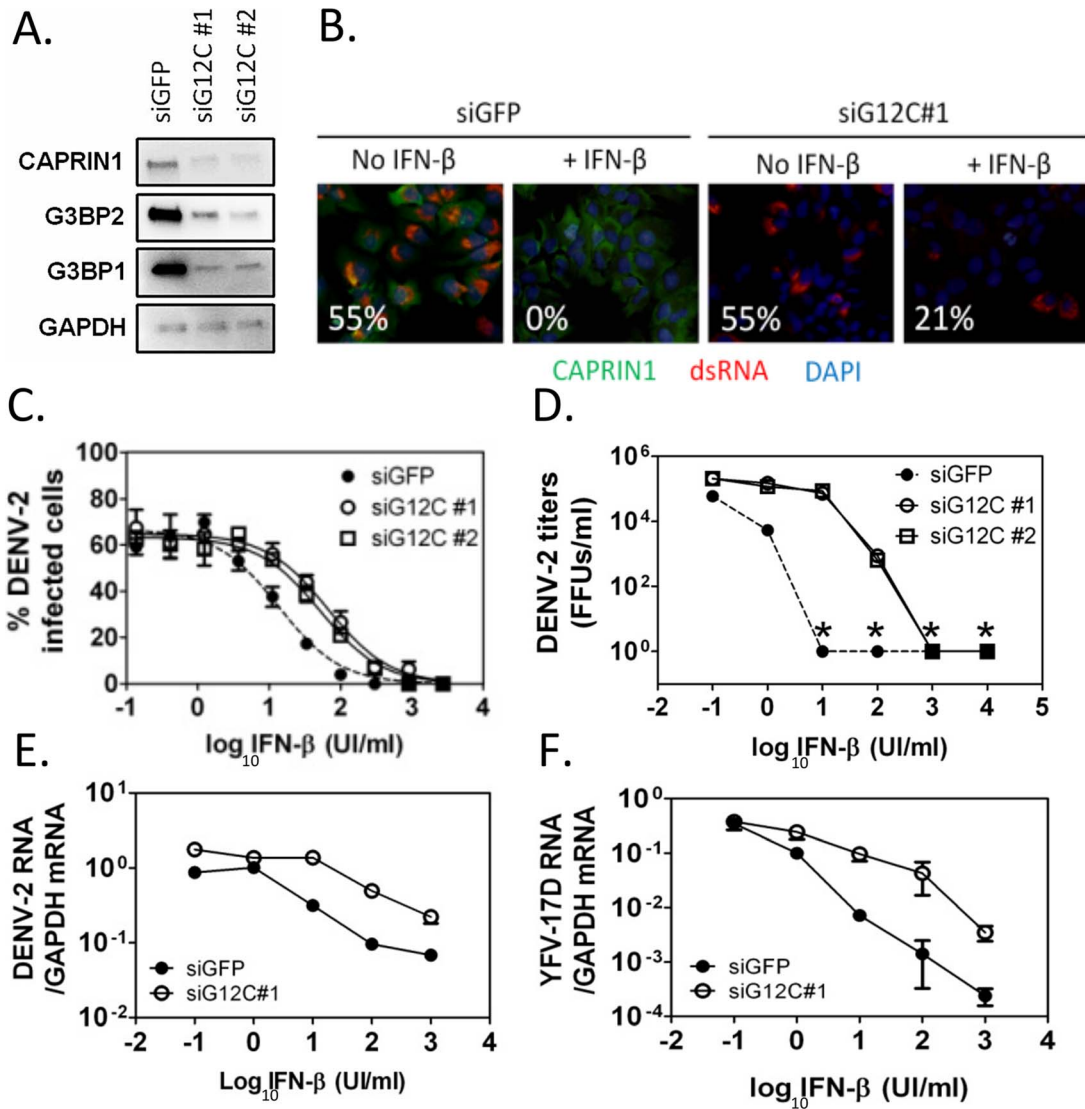 A.
siGFP
siG12C #1
siG12C #2
CAPRIN1
G3BP2
G3BP1
GAPDH
B.
siGFP siG12C#1
No IFN-β + IFN-β No IFN-β + IFN-β
55% 0% 55% 21%
CAPRIN1 dsRNA DAPI
C.
% DENV-2
infected cells
100
80
60
40
20
0
siGFP
siG12C #1
siG12C #2
-1 0 1 2 3 4
log10 IFN-β (UI/ml)
D.
DENV-2 titers
(FFUs/ml)
10^6
10^4
10^2
10^0
siGFP
siG12C #1
siG12C #2
* * * *
-2 -1 0 1 2 3 4 5
log10 IFN-β (UI/ml)
E.
DENV-2 RNA
/GAPDH mRNA
10^1
10^0
10^-1
10^-2
siGFP
siG12C#1
-2 -1 0 1 2 3 4
Log10 IFN-β (UI/ml)
F.
YFV-17D RNA
/GAPDH mRNA
10^0
10^-1
10^-2
10^-3
10^-4
siGFP
siG12C#1
-2 -1 0 1 2 3 4
log10 IFN-β (UI/ml)